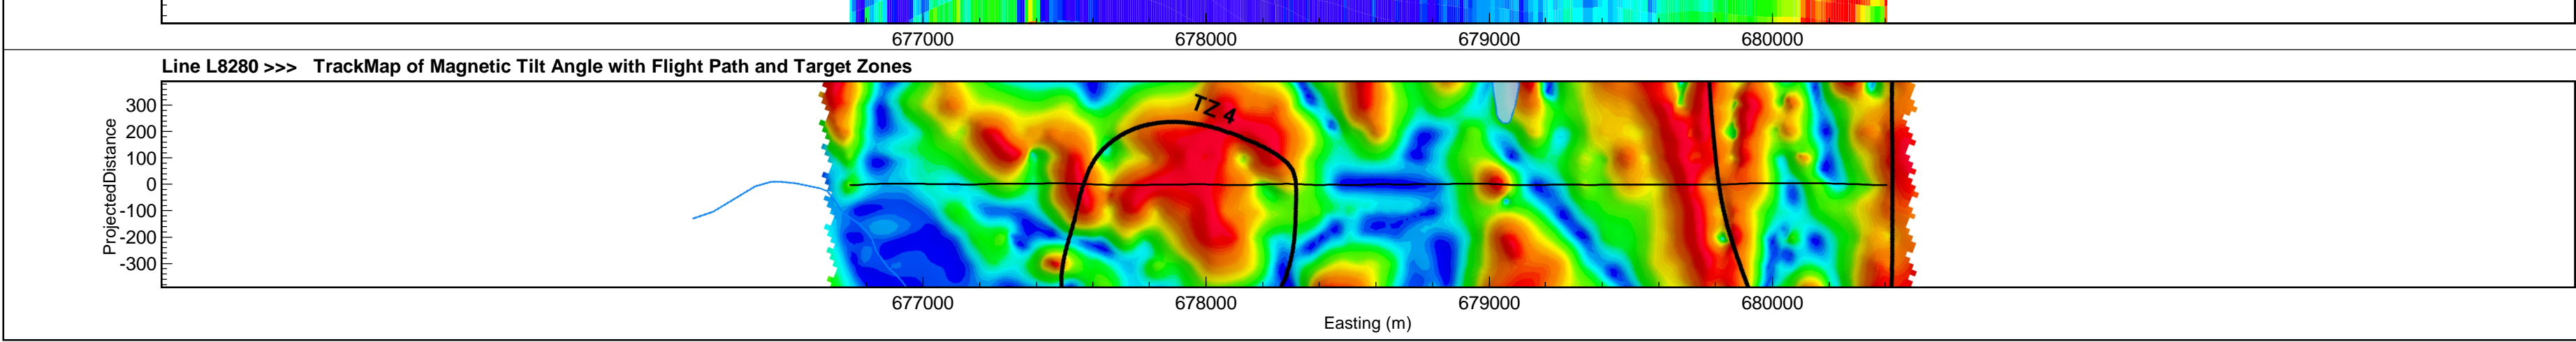 677000 678000 679000 680000
Line L8280 >>> TrackMap of Magnetic Tilt Angle with Flight Path and Target Zones
TZ 4
ProjectedDistance
300
200
100
0
-100
-200
-300
677000 678000 679000 680000
Easting (m)